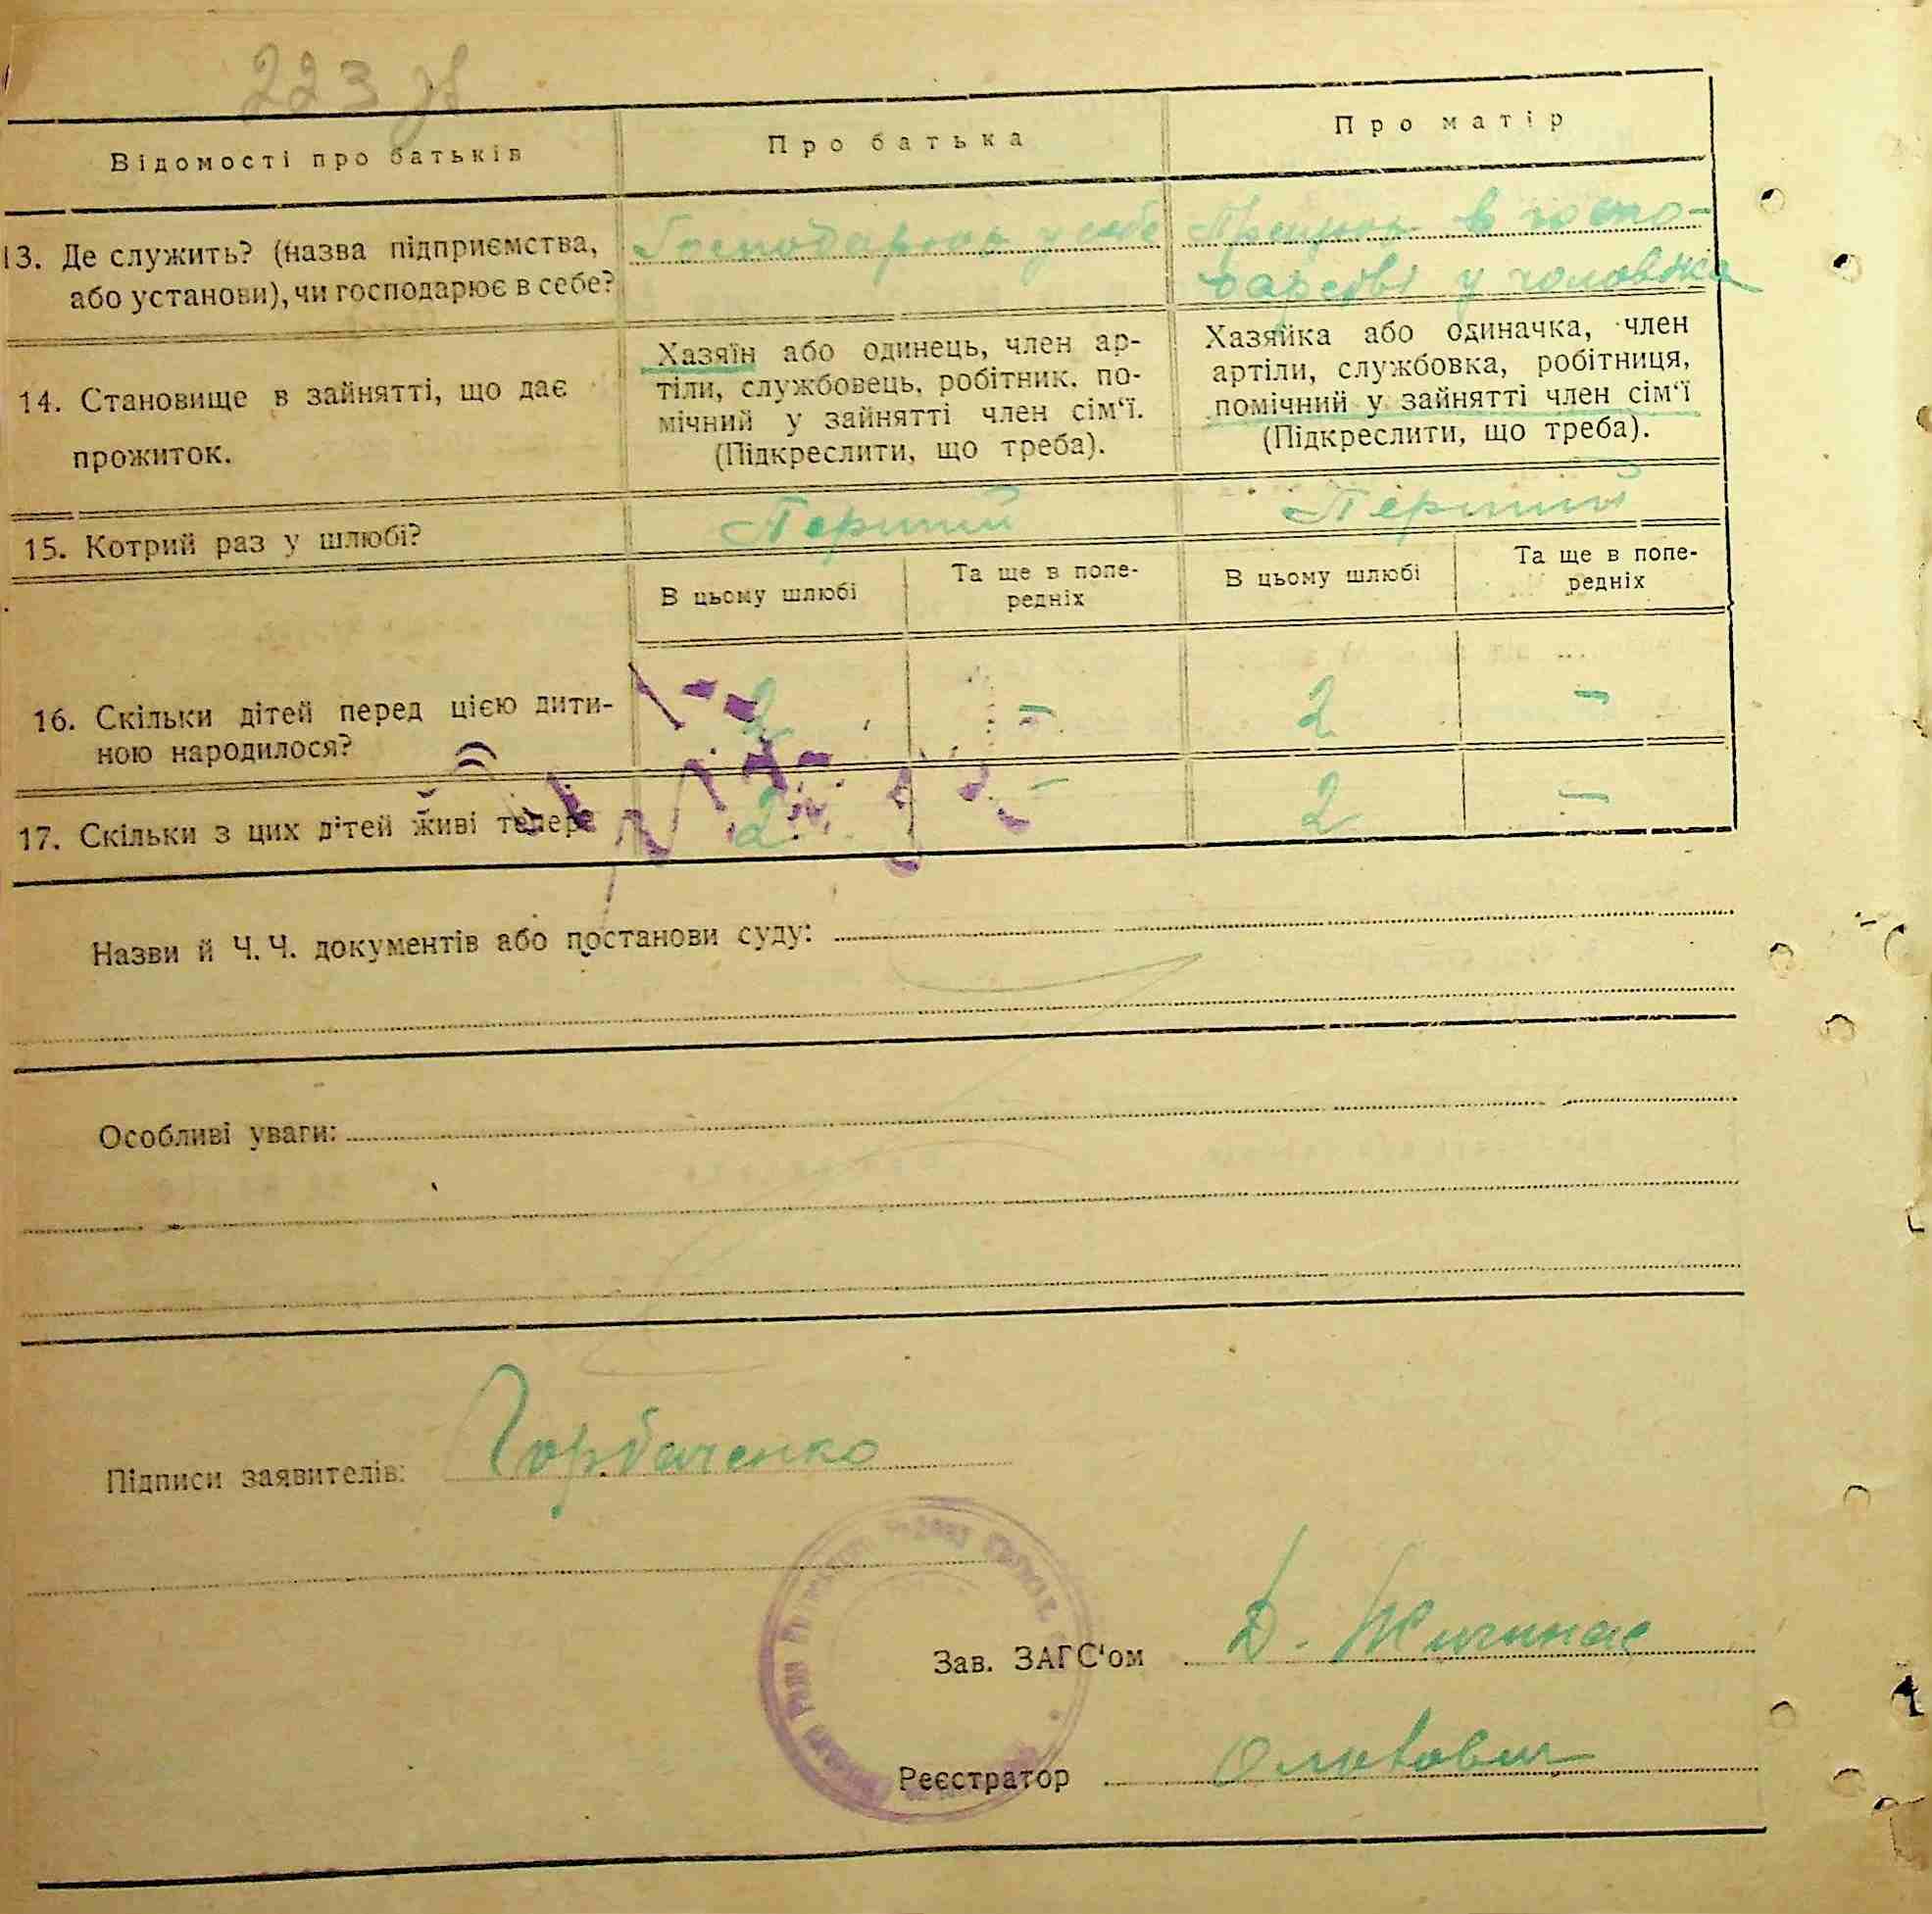 223
Відомості про батьків
Про батька
Про матір
13. Де служить? (назва підприємства,
або установи), чи господарює в себе?
Господарює у себе
Працює в госпо-
дарстві у чоловіка
14. Становище в зайнятті, що дає
прожиток.
Хазяїн або одинець, член ар-
тіли, службовець, робітник, по-
мічний у зайнятті член сім‘ї.
(Підкреслити, що треба).
Хазяйка або одиначка, член
артіли, службовка, робітниця,
помічний у зайнятті член сім‘ї
(Підкреслити, що треба).
15. Котрий раз у шлюбі?
Перший
Перший
В цьому шлюбі
Та ще в попе-
редніх
В цьому шлюбі
Та ще в попе-
редніх
16. Скільки дітей перед цією дити-
ною народилося?
2 - 2 -
17. Скільки з цих дітей живі тепер
2 - 2 -
Назви й Ч. Ч. документів або постанови суду:
Особливі уваги:
Підписи заявителів: Горбаченко
Зав. ЗАГС‘ом Д.
Реєстратор